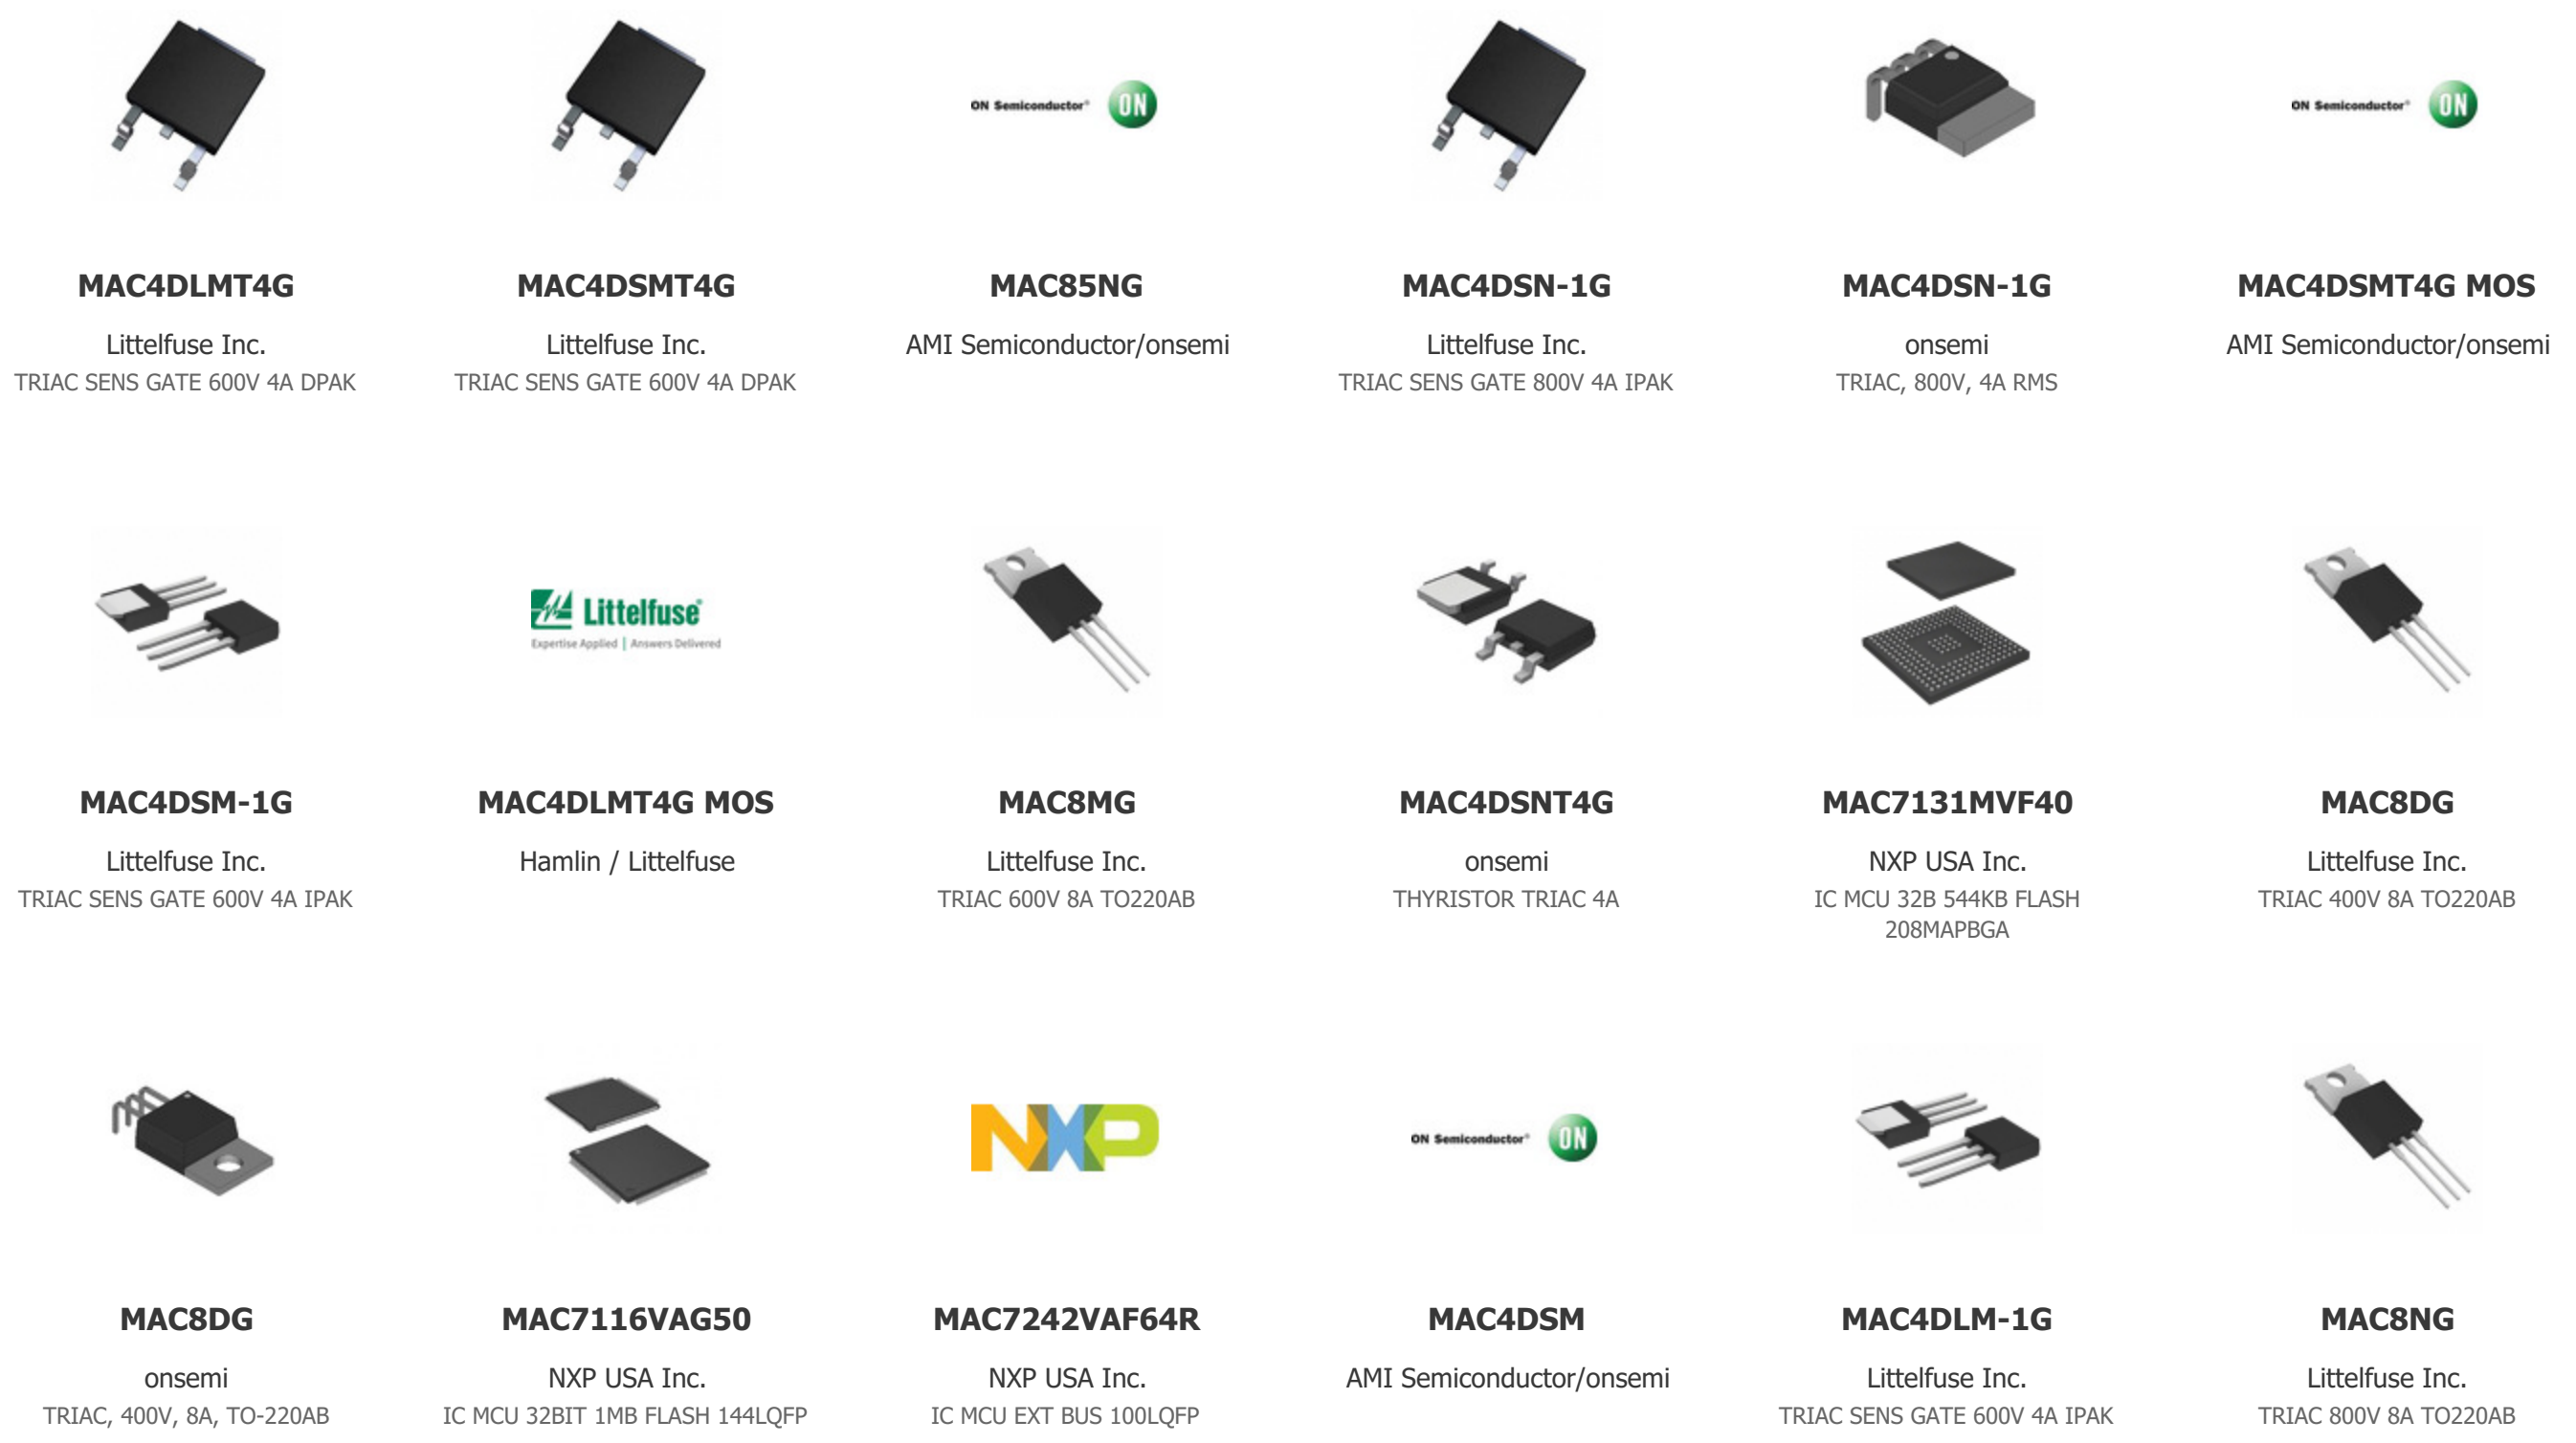 ON Semiconductor® ON
ON Semiconductor® ON
MAC4DLMT4G
Littelfuse Inc.
TRIAC SENS GATE 600V 4A DPAK
MAC4DSMT4G
Littelfuse Inc.
TRIAC SENS GATE 600V 4A DPAK
MAC85NG
AMI Semiconductor/onsemi
MAC4DSN-1G
Littelfuse Inc.
TRIAC SENS GATE 800V 4A IPAK
MAC4DSN-1G
onsemi
TRIAC, 800V, 4A RMS
MAC4DSMT4G MOS
AMI Semiconductor/onsemi
MAC4DSM-1G
Littelfuse Inc.
TRIAC SENS GATE 600V 4A IPAK
Littelfuse®
Expertise Applied | Answers Delivered
MAC4DLMT4G MOS
Hamlin / Littelfuse
MAC8MG
Littelfuse Inc.
TRIAC 600V 8A TO220AB
MAC4DSNT4G
onsemi
THYRISTOR TRIAC 4A
MAC7131MVF40
NXP USA Inc.
IC MCU 32B 544KB FLASH
208MAPBGA
MAC8DG
Littelfuse Inc.
TRIAC 400V 8A TO220AB
MAC8DG
onsemi
TRIAC, 400V, 8A, TO-220AB
MAC7116VAG50
NXP USA Inc.
IC MCU 32BIT 1MB FLASH 144LQFP
NXP
MAC7242VAF64R
NXP USA Inc.
IC MCU EXT BUS 100LQFP
ON Semiconductor® ON
MAC4DSM
AMI Semiconductor/onsemi
MAC4DLM-1G
Littelfuse Inc.
TRIAC SENS GATE 600V 4A IPAK
MAC8NG
Littelfuse Inc.
TRIAC 800V 8A TO220AB